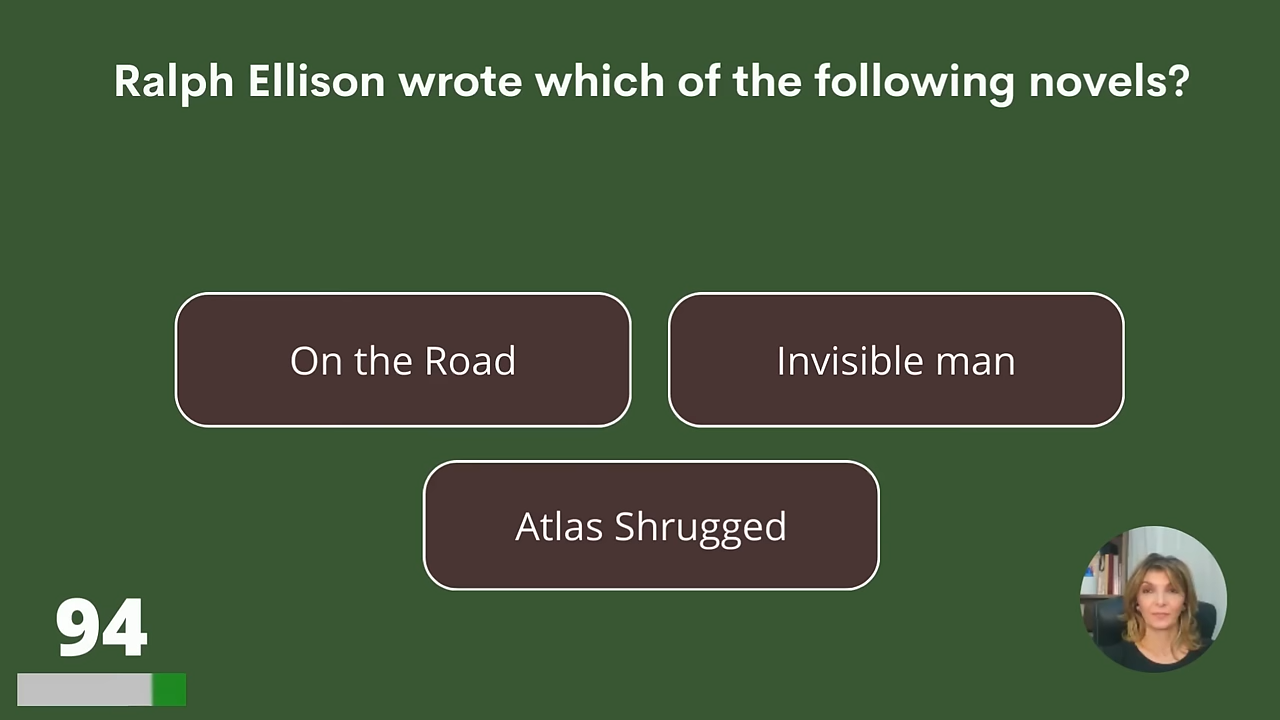 Ralph Ellison wrote which of the following novels?
On the Road
Invisible man
Atlas Shrugged
94